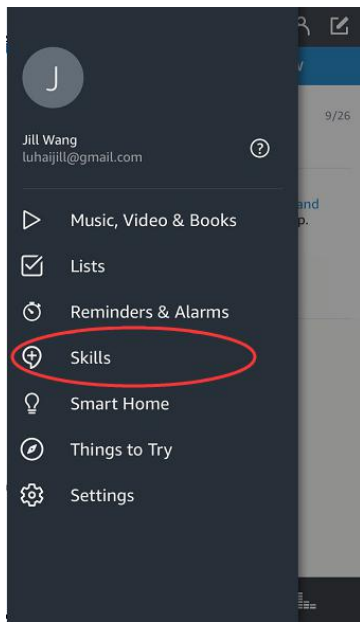 J
Jill Wang
luhaijill@gmail.com
9/26
and
p.
Music, Video & Books
Lists
Reminders & Alarms
Skills
Smart Home
Things to Try
Settings